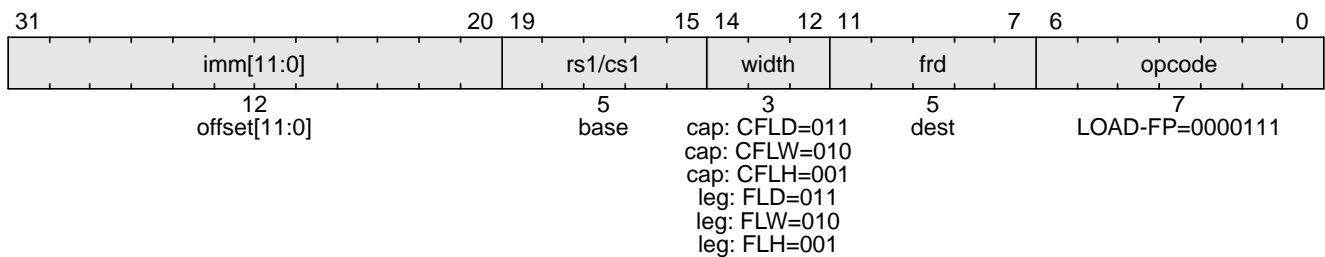 31 20 19 15 14 12 11 7 6 0
imm[11:0] rs1/cs1 width frd opcode
12 5 3 5 7
offset[11:0] base cap: CFLD=011 dest LOAD-FP=0000111
cap: CFLW=010
cap: CFLH=001
leg: FLD=011
leg: FLW=010
leg: FLH=001